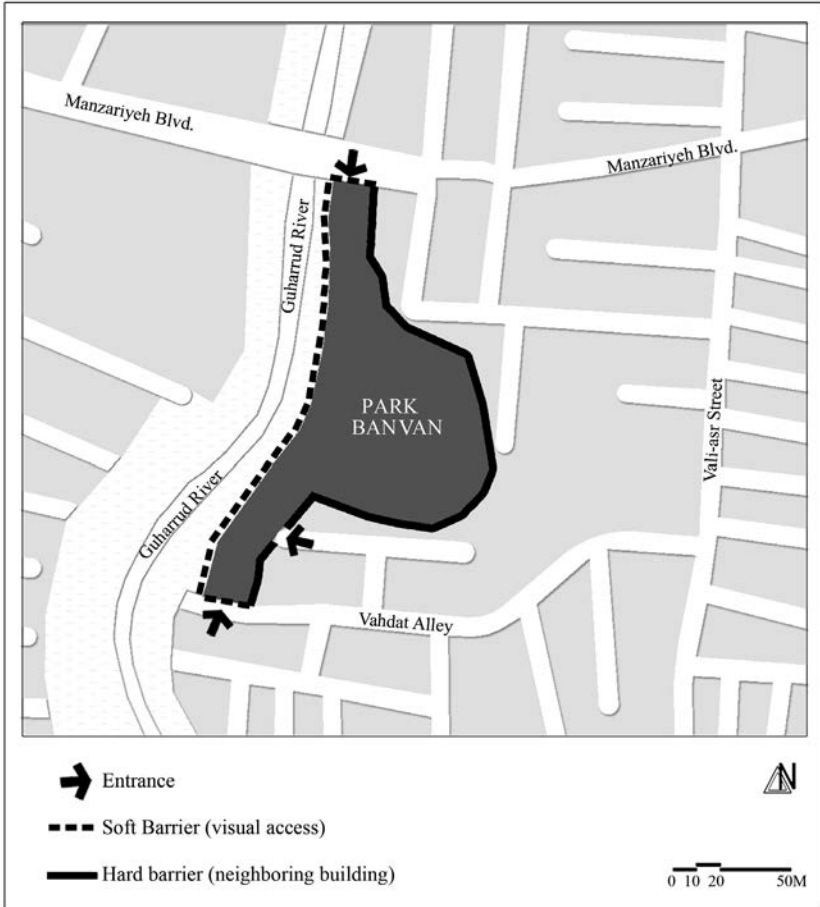 Manzariyeh Blvd.
Manzariyeh Blvd.
Guharrud River
PARK
BANVAN
Vali-asr Street
Guharrud River
Vahdat Alley
Entrance
N
Soft Barrier (visual access)
Hard barrier (neighboring building)
0 10 20 50M